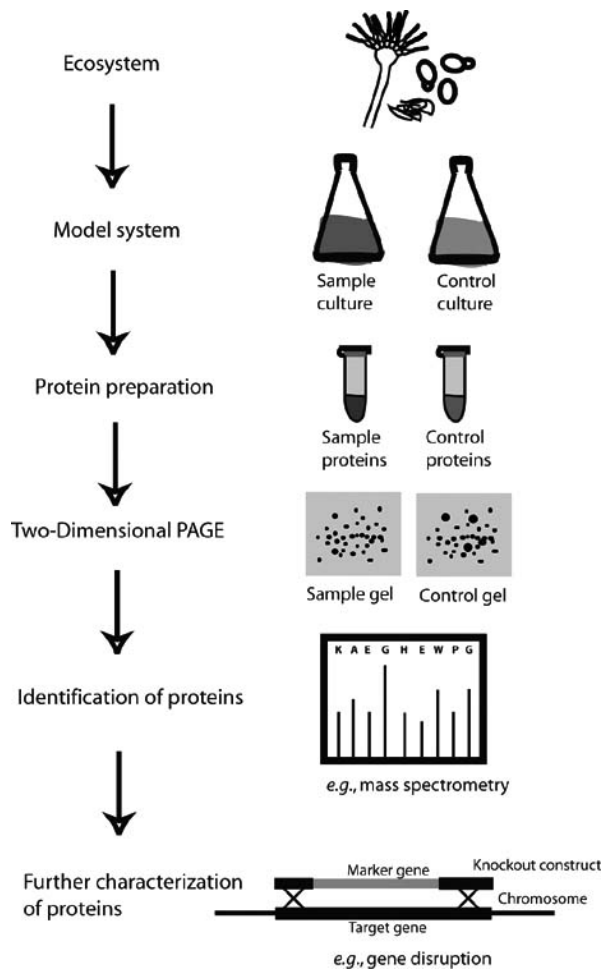 Ecosystem
Model system
Sample
culture
Control
culture
Protein preparation
Sample
proteins
Control
proteins
Two-Dimensional PAGE
Sample gel
Control gel
K A E G H E W P G
Identification of proteins
e.g., mass spectrometry
Further characterization
of proteins
Marker gene
Knockout construct
Chromosome
Target gene
e.g., gene disruption